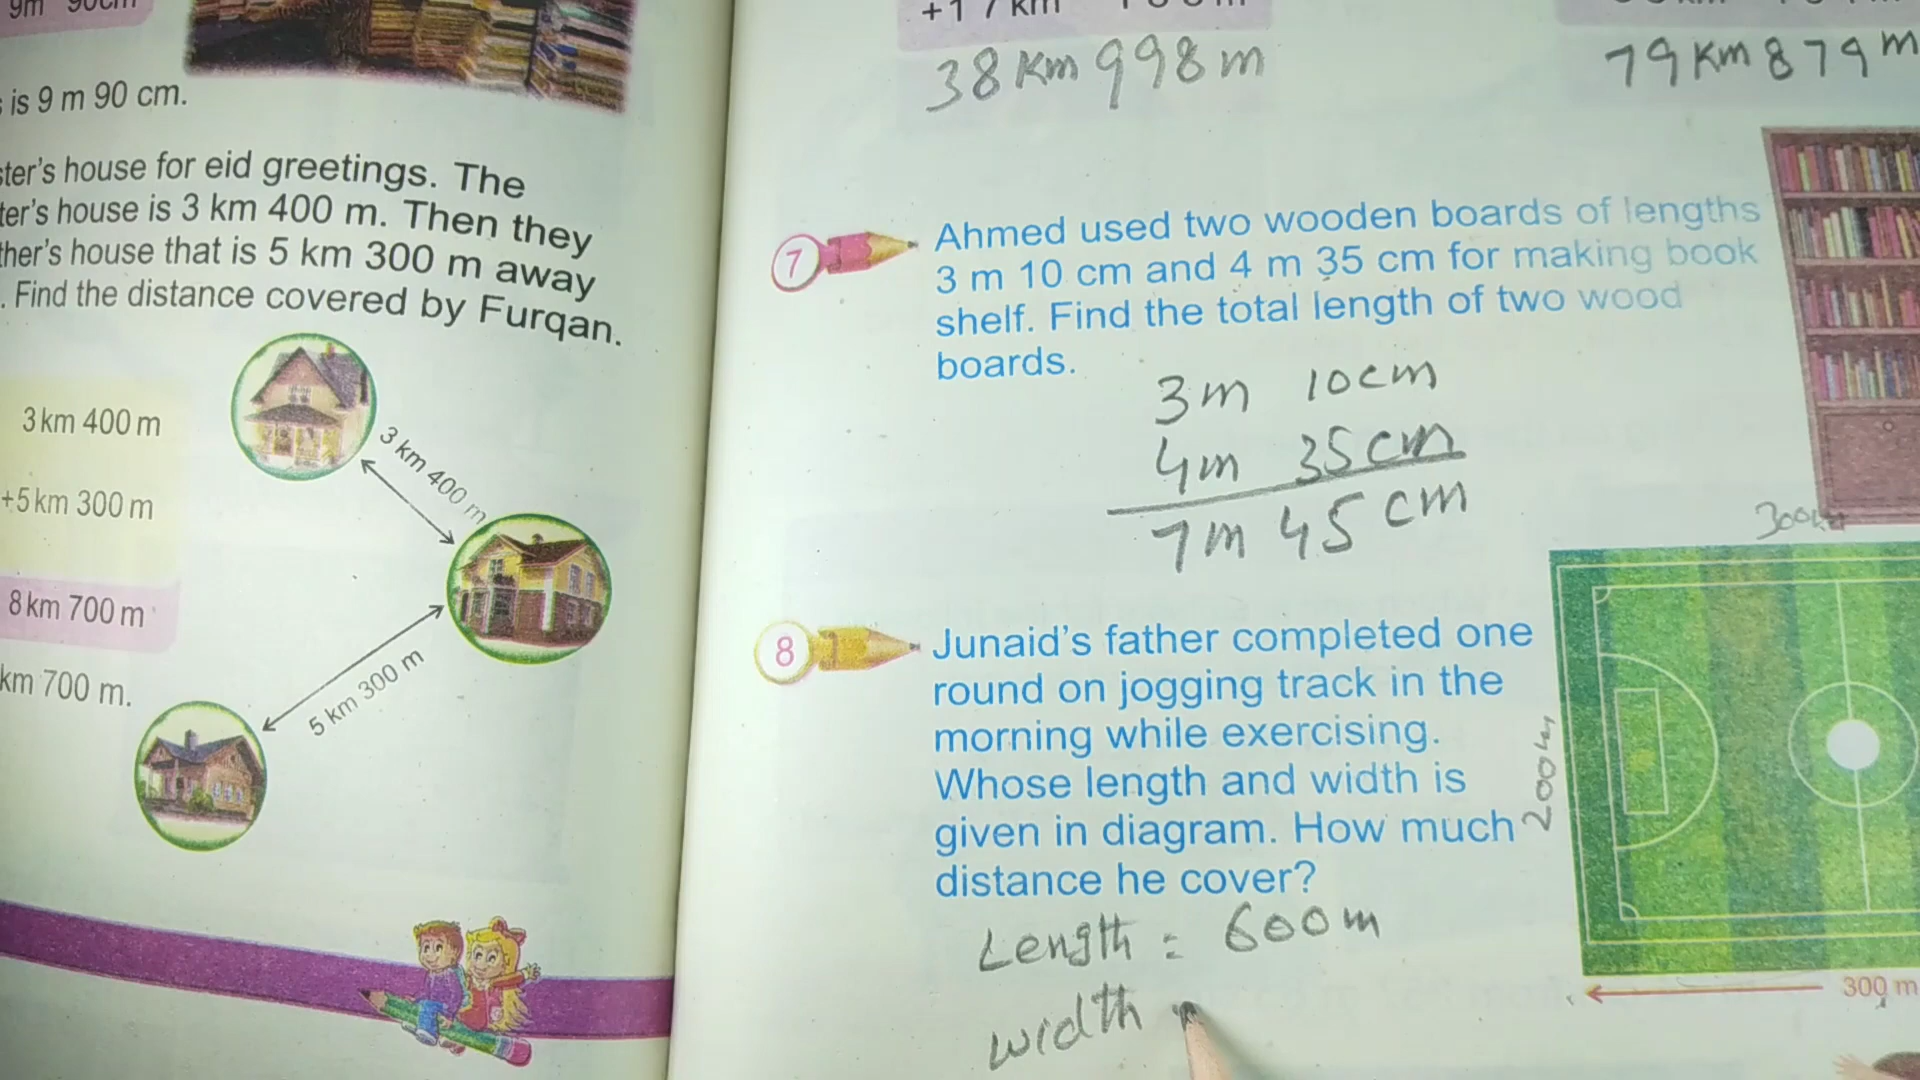 is 9 m 90 cm.
ster's house for eid greetings. The
ter's house is 3 km 400 m. Then they
ther's house that is 5 km 300 m away
. Find the distance covered by Furqan.
3 km 400 m
+5 km 300 m
8 km 700 m
km 700 m.
3 km 400 m
5 km 300 m
38 Km 998 m
79 Km 879 m
7 Ahmed used two wooden boards of lengths
3 m 10 cm and 4 m 35 cm for making book
shelf. Find the total length of two wood
boards.
3m 10cm
4m 35cm
7m 45 cm
8 Junaid's father completed one
round on jogging track in the
morning while exercising.
Whose length and width is
given in diagram. How much
distance he cover?
Length = 600m
width
300 m